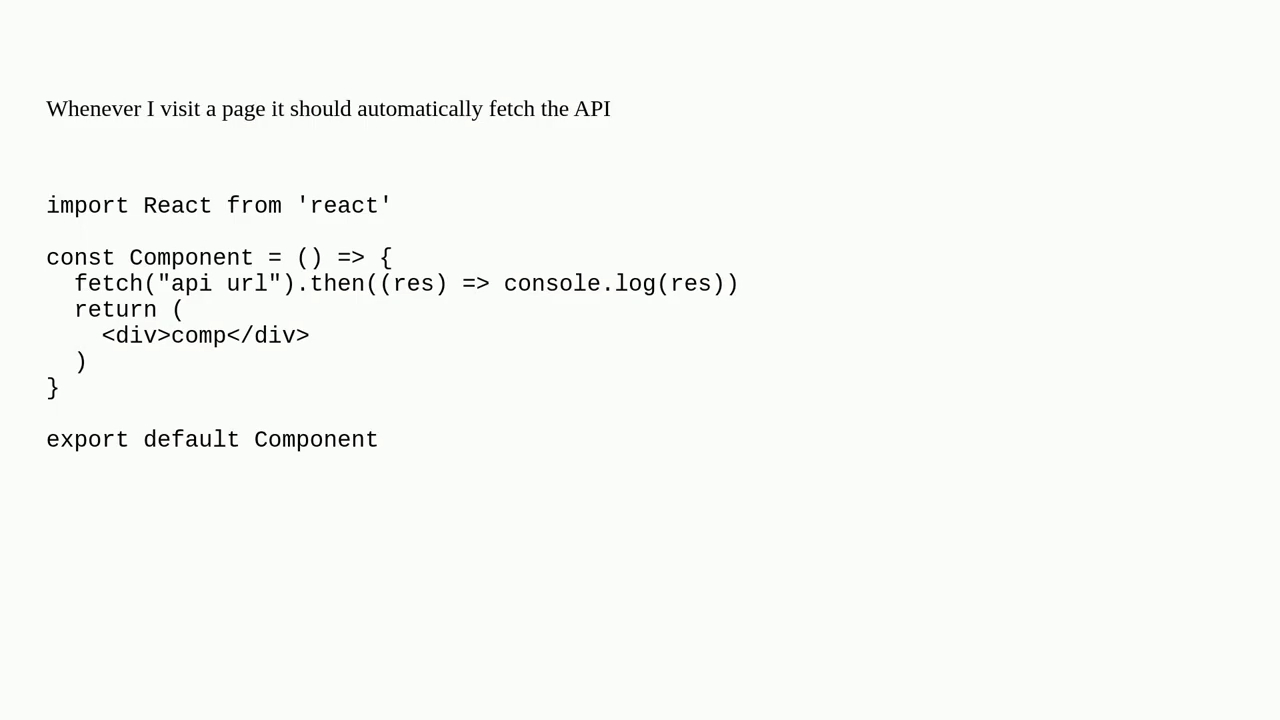 Whenever I visit a page it should automatically fetch the API
import React from 'react'
const Component = () => {
  fetch("api url").then((res) => console.log(res))
  return (
    <div>comp</div>
  )
}
export default Component